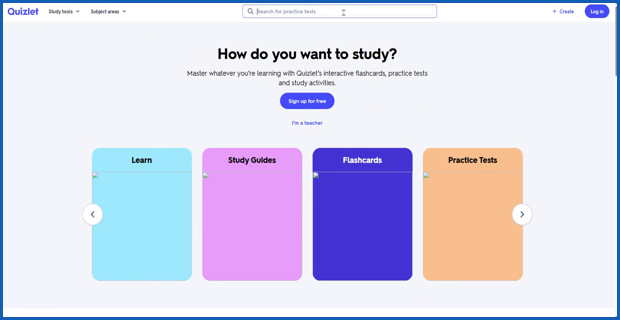 Quizlet
Study tools
Subject areas
Search for practice tests
+ Create
Log in
How do you want to study?
Master whatever you're learning with Quizlet's interactive flashcards, practice tests
and study activities.
Sign up for free
I'm a teacher
Learn
Study Guides
Flashcards
Practice Tests